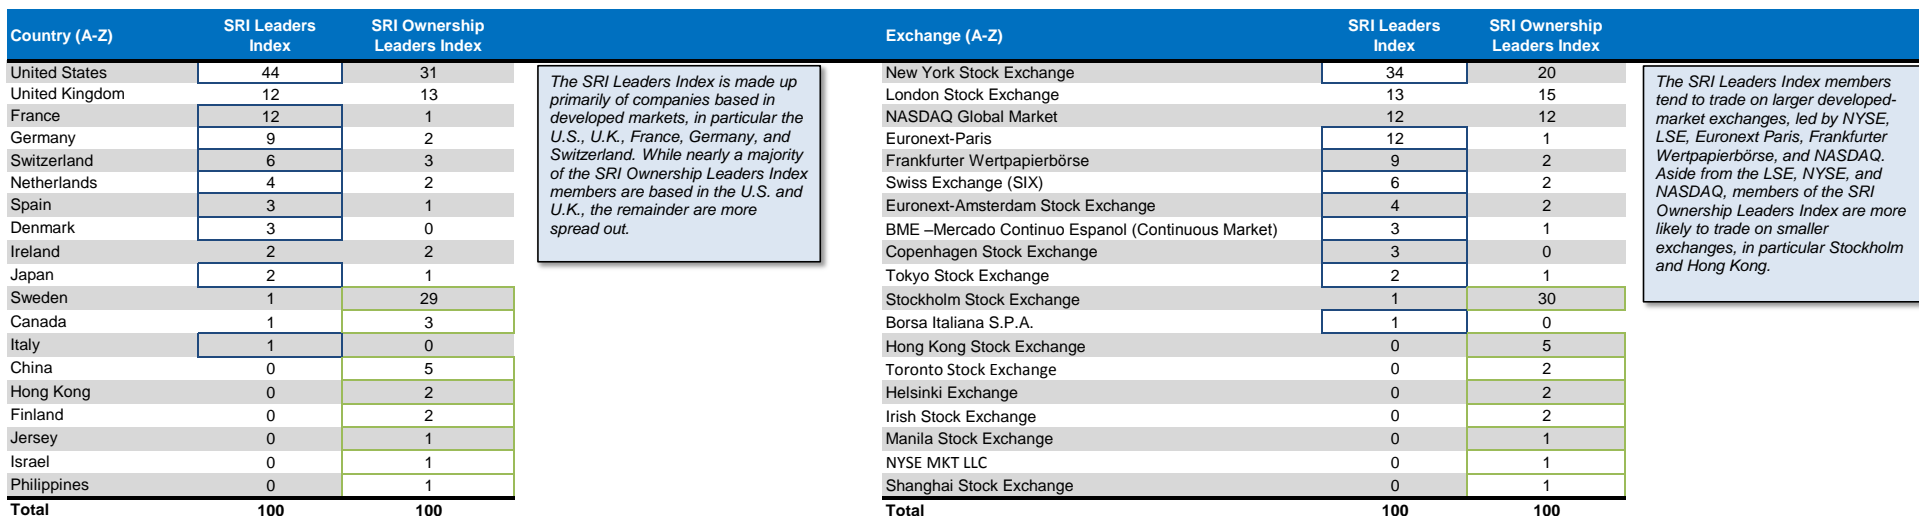 Country (A-Z) SRI Leaders Index SRI Ownership Leaders Index
United States 44 31
United Kingdom 12 13
France 12 1
Germany 9 2
Switzerland 6 3
Netherlands 4 2
Spain 3 1
Denmark 3 0
Ireland 2 2
Japan 2 1
Sweden 1 29
Canada 1 3
Italy 1 0
China 0 5
Hong Kong 0 2
Finland 0 2
Jersey 0 1
Israel 0 1
Philippines 0 1
Total 100 100
The SRI Leaders Index is made up
primarily of companies based in
developed markets, in particular the
U.S., U.K., France, Germany, and
Switzerland. While nearly a majority
of the SRI Ownership Leaders Index
members are based in the U.S. and
U.K., the remainder are more
spread out.
Exchange (A-Z) SRI Leaders Index SRI Ownership Leaders Index
New York Stock Exchange 34 20
London Stock Exchange 13 15
NASDAQ Global Market 12 12
Euronext-Paris 12 1
Frankfurter Wertpapierbörse 9 2
Swiss Exchange (SIX) 6 2
Euronext-Amsterdam Stock Exchange 4 2
BME –Mercado Continuo Espanol (Continuous Market) 3 1
Copenhagen Stock Exchange 3 0
Tokyo Stock Exchange 2 1
Stockholm Stock Exchange 1 30
Borsa Italiana S.P.A. 1 0
Hong Kong Stock Exchange 0 5
Toronto Stock Exchange 0 2
Helsinki Exchange 0 2
Irish Stock Exchange 0 2
Manila Stock Exchange 0 1
NYSE MKT LLC 0 1
Shanghai Stock Exchange 0 1
Total 100 100
The SRI Leaders Index members
tend to trade on larger developed-
market exchanges, led by NYSE,
LSE, Euronext Paris, Frankfurter
Wertpapierbörse, and NASDAQ.
Aside from the LSE, NYSE, and
NASDAQ, members of the SRI
Ownership Leaders Index are more
likely to trade on smaller
exchanges, in particular Stockholm
and Hong Kong.